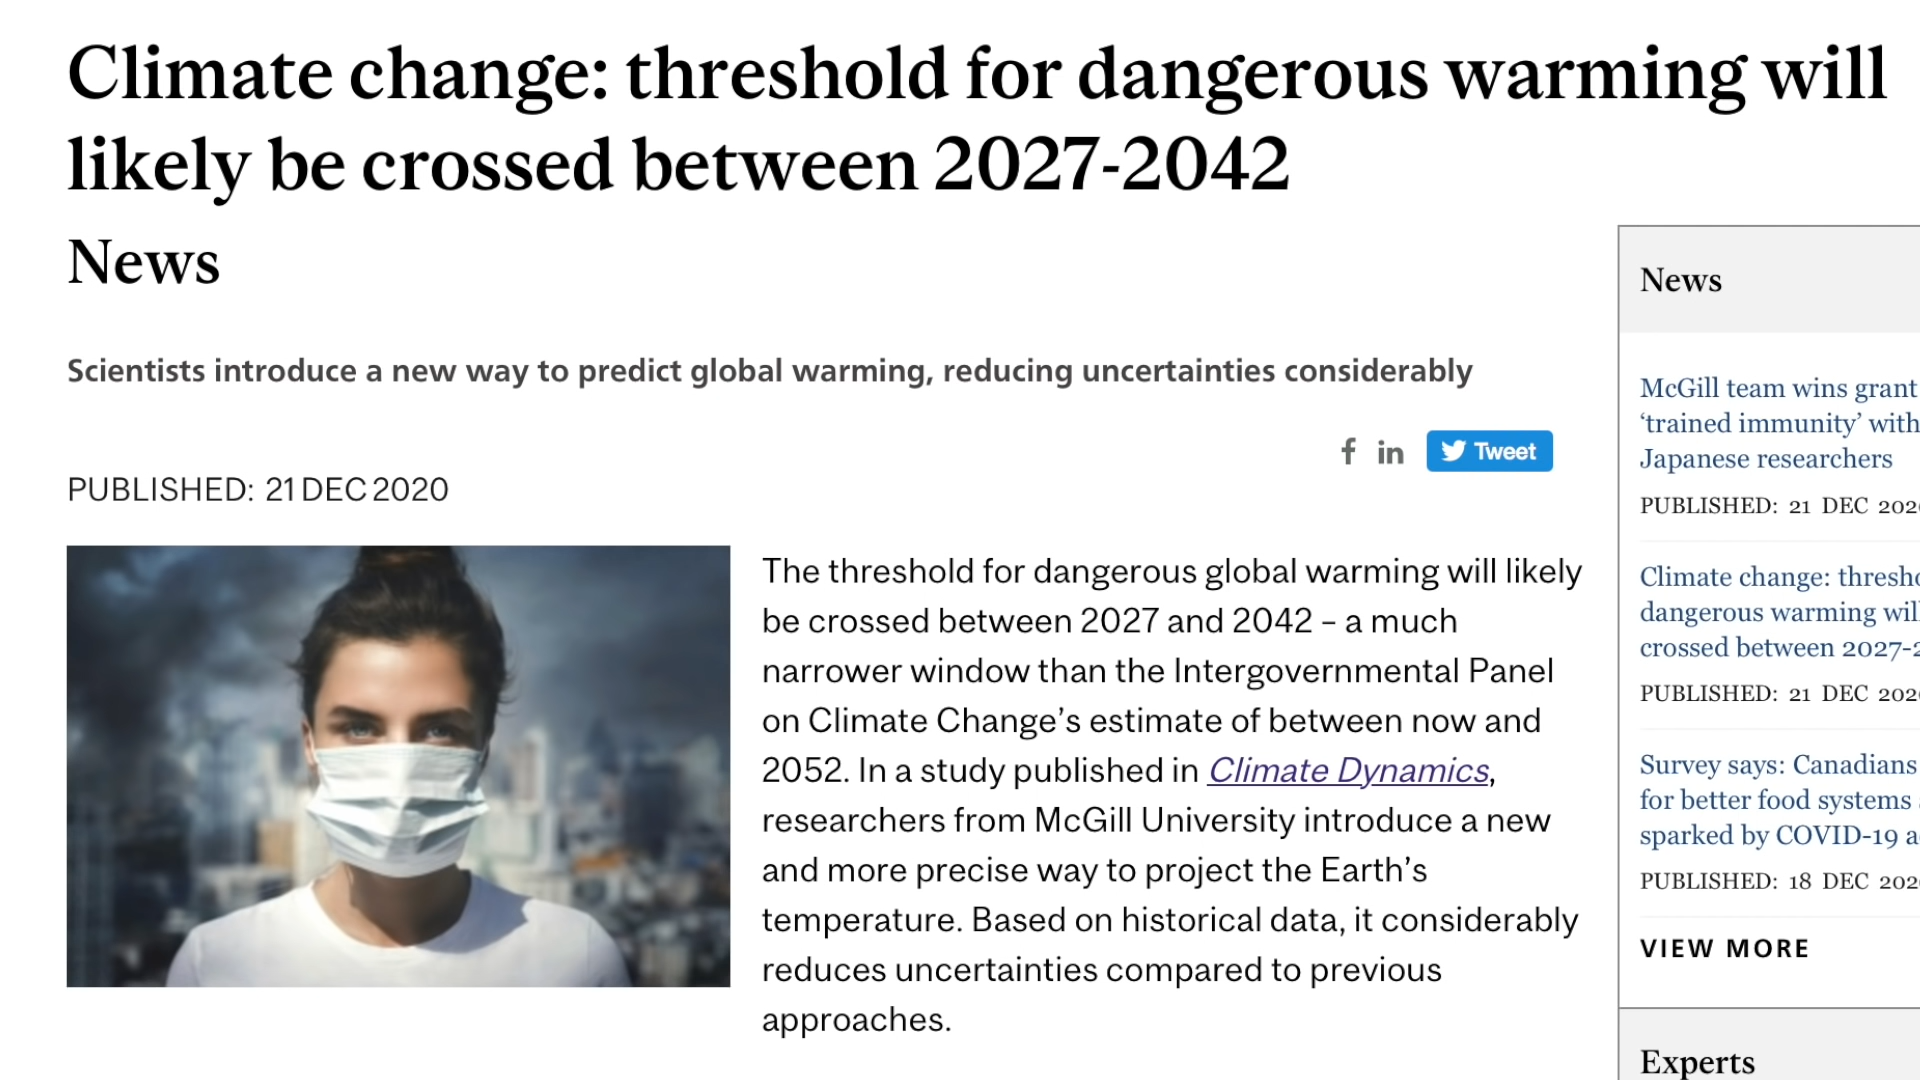 Climate change: threshold for dangerous warming will
likely be crossed between 2027-2042
News
Scientists introduce a new way to predict global warming, reducing uncertainties considerably
f in Tweet
PUBLISHED: 21 DEC 2020
The threshold for dangerous global warming will likely
be crossed between 2027 and 2042 – a much
narrower window than the Intergovernmental Panel
on Climate Change’s estimate of between now and
2052. In a study published in Climate Dynamics,
researchers from McGill University introduce a new
and more precise way to project the Earth’s
temperature. Based on historical data, it considerably
reduces uncertainties compared to previous
approaches.
News
McGill team wins grant
‘trained immunity’ with
Japanese researchers
PUBLISHED: 21 DEC 202
Climate change: thresho
dangerous warming will
crossed between 2027-2
PUBLISHED: 21 DEC 202
Survey says: Canadians
for better food systems
sparked by COVID-19 a
PUBLISHED: 18 DEC 202
VIEW MORE
Experts